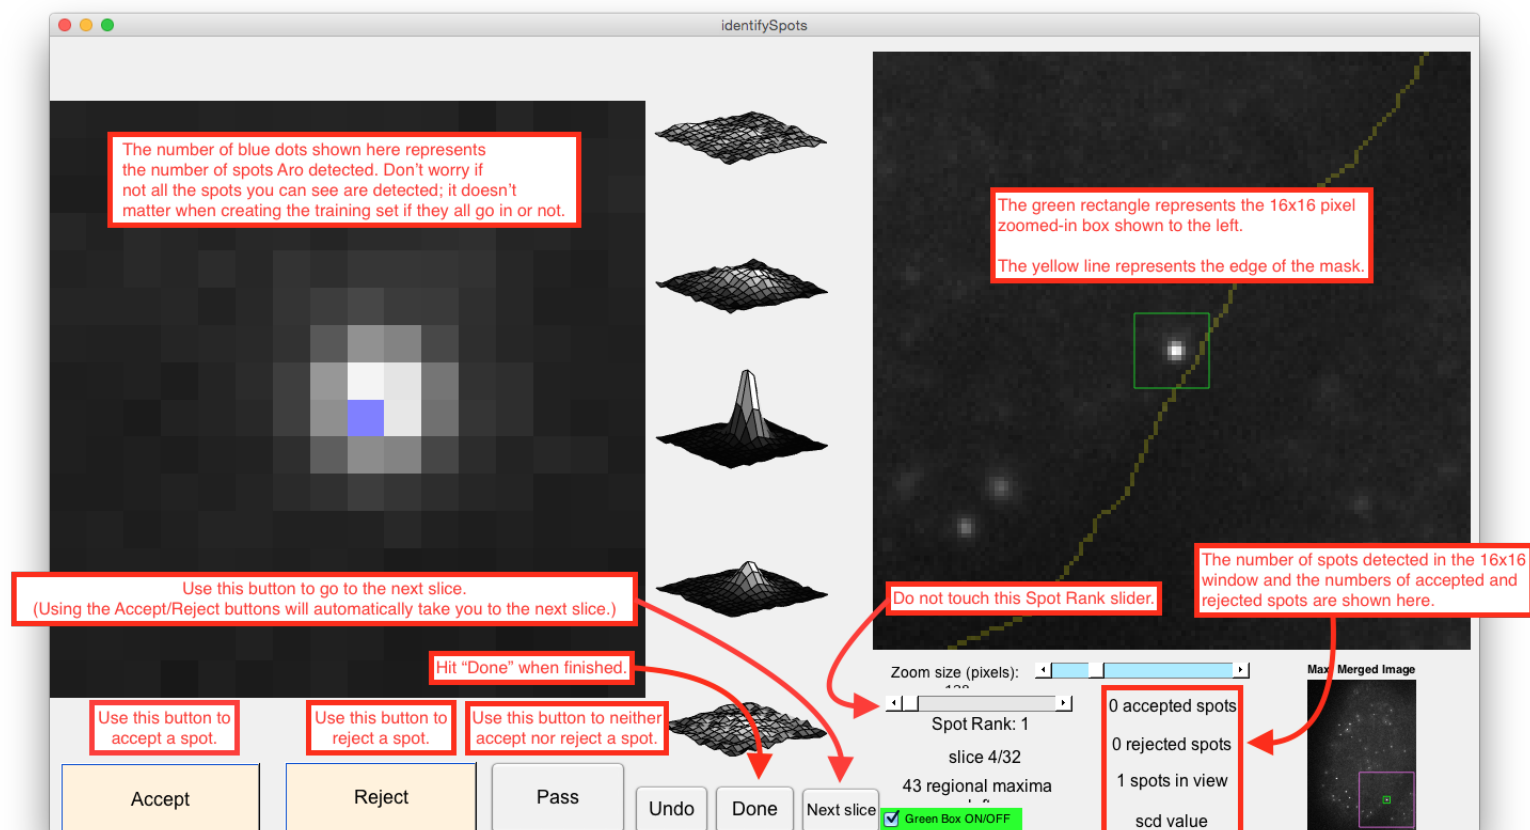 identifySpots
The number of blue dots shown here represents
the number of spots Aro detected. Don't worry if
not all the spots you can see are detected; it doesn't
matter when creating the training set if they all go in or not.
The green rectangle represents the 16x16 pixel
zoomed-in box shown to the left.
The yellow line represents the edge of the mask.
Use this button to go to the next slice.
(Using the Accept/Reject buttons will automatically take you to the next slice.)
Do not touch this Spot Rank slider.
The number of spots detected in the 16x16
window and the numbers of accepted and
rejected spots are shown here.
Hit “Done” when finished.
Use this button to
accept a spot.
Use this button to
reject a spot.
Use this button to neither
accept nor reject a spot.
Accept
Reject
Pass
Undo
Done
Next slice
Zoom size (pixels):
Spot Rank: 1
slice 4/32
43 regional maxima
Green Box ON/OFF
0 accepted spots
0 rejected spots
1 spots in view
scd value
Max Merged Image